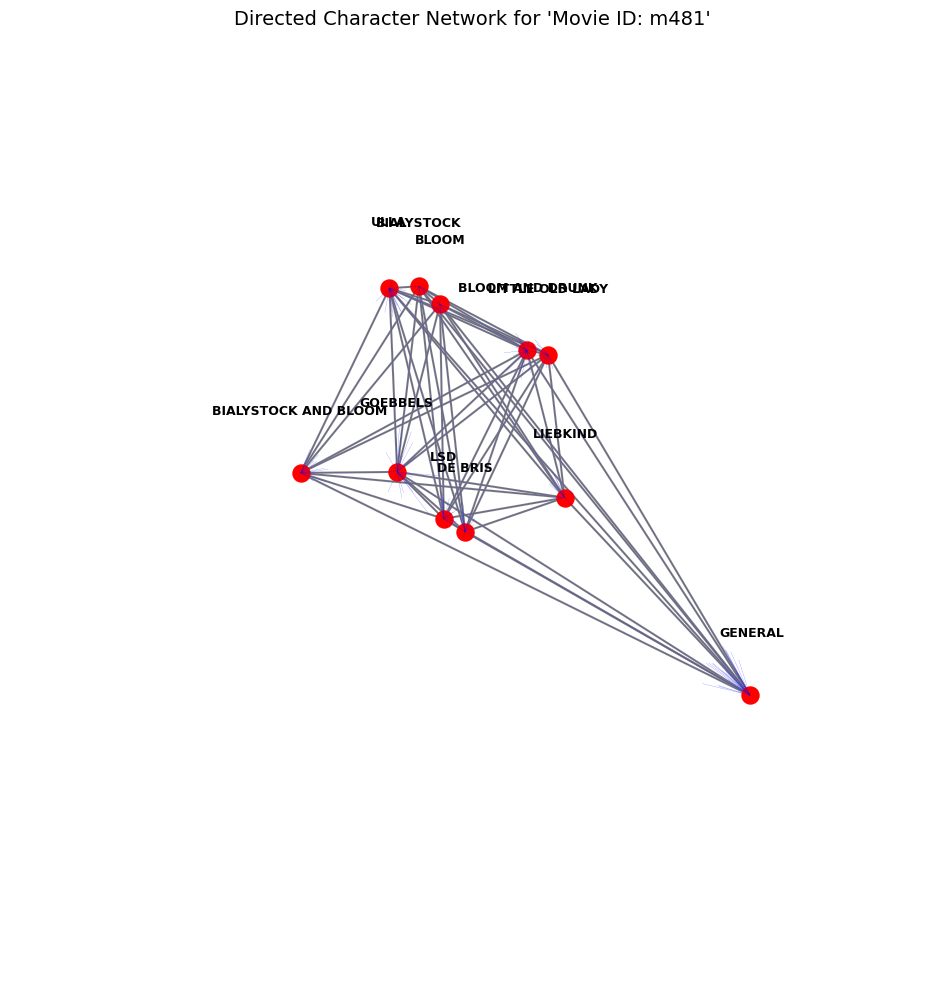 Directed Character Network for 'Movie ID: m481'
ULLA
BIALYSTOCK
BLOOM
BLOOM AND DRUNK
LITTLE OLD LADY
GOEBBELS
BIALYSTOCK AND BLOOM
LIEBKIND
LSD
DE BRIS
GENERAL